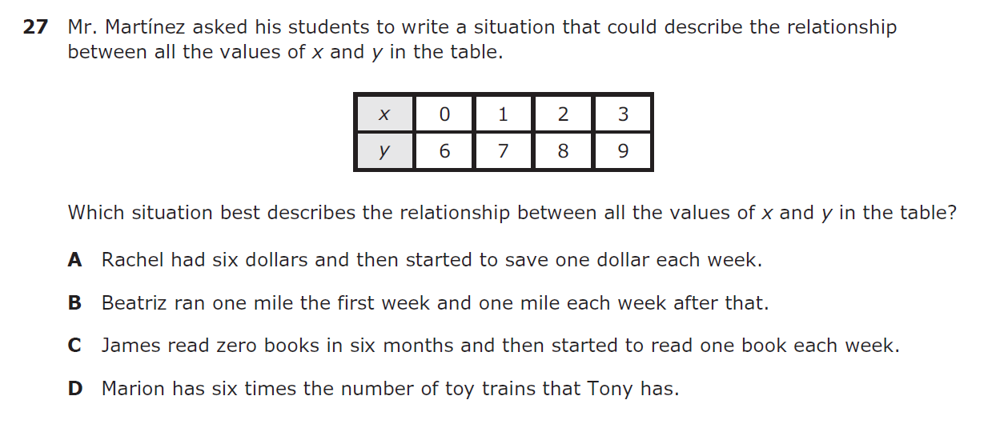 27 Mr. Martínez asked his students to write a situation that could describe the relationship
between all the values of x and y in the table.
x 0 1 2 3
y 6 7 8 9
Which situation best describes the relationship between all the values of x and y in the table?
A Rachel had six dollars and then started to save one dollar each week.
B Beatriz ran one mile the first week and one mile each week after that.
C James read zero books in six months and then started to read one book each week.
D Marion has six times the number of toy trains that Tony has.